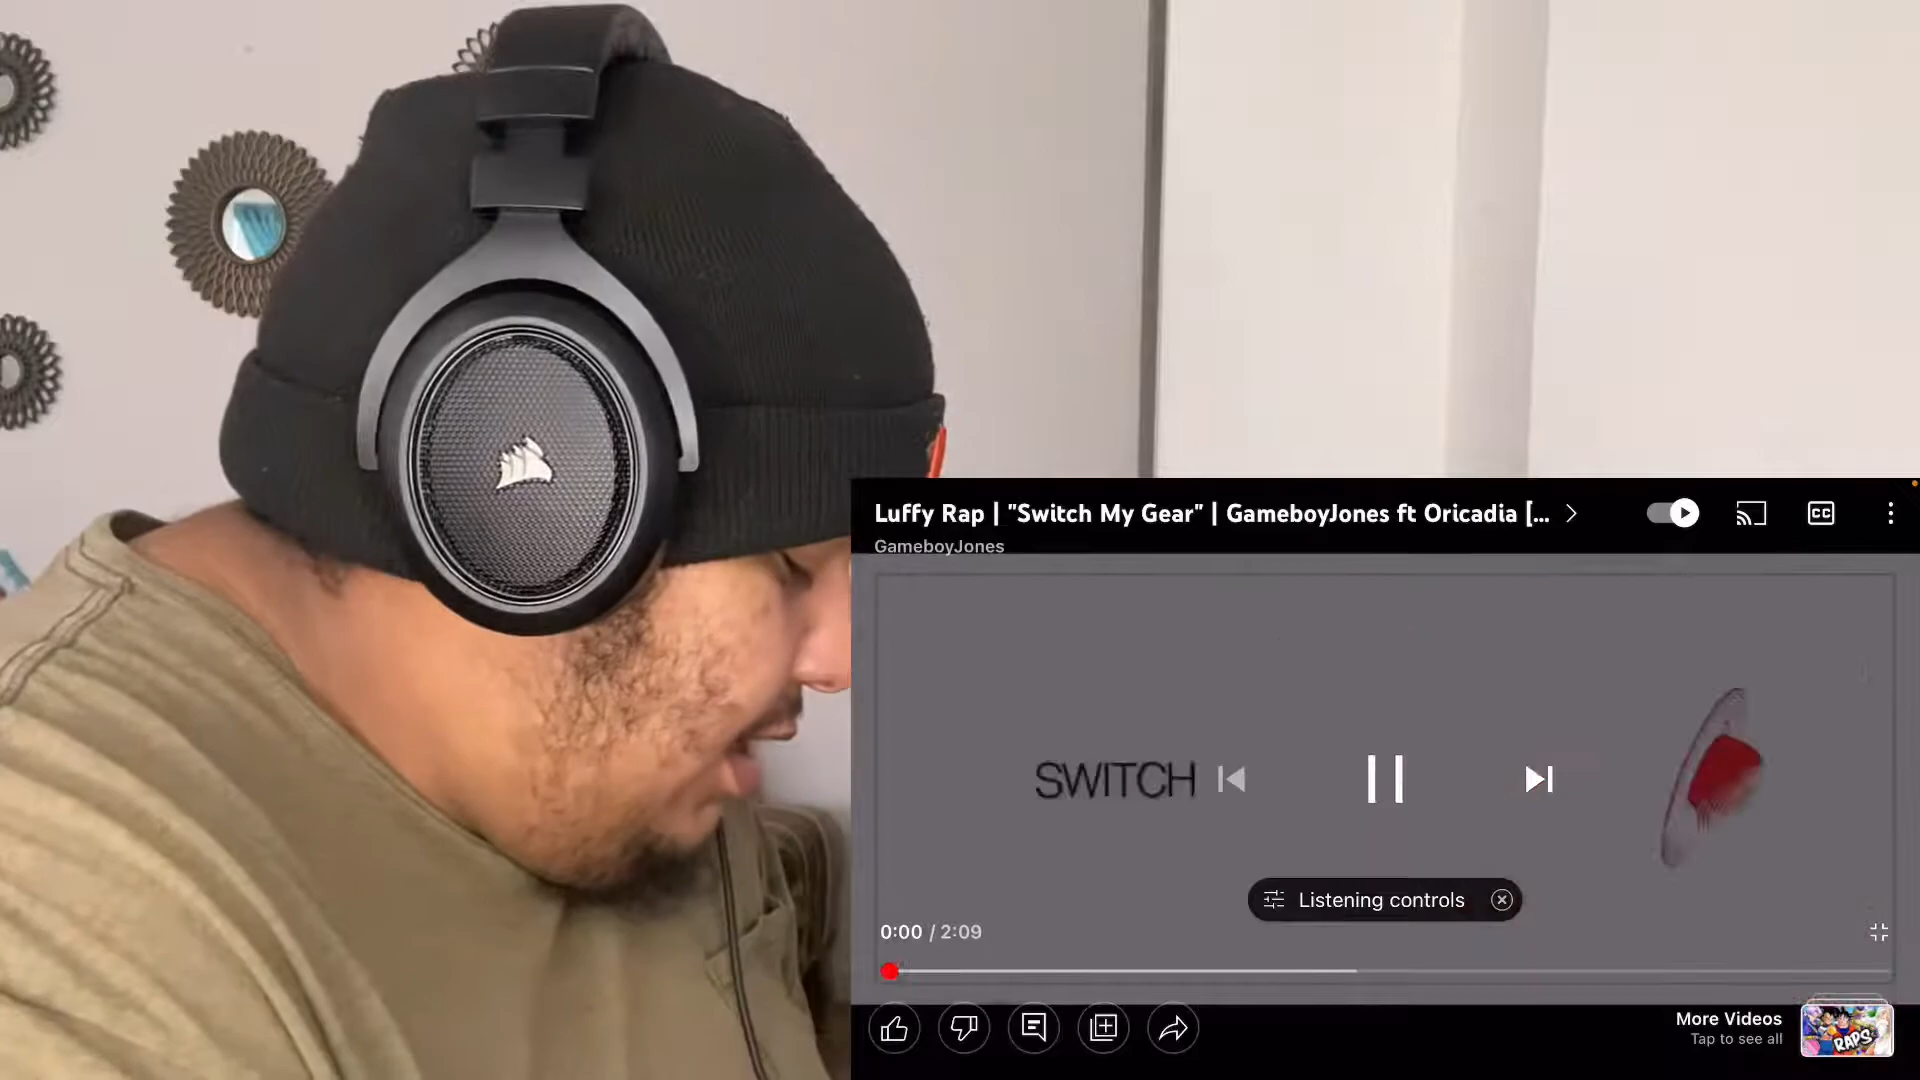 Luffy Rap | "Switch My Gear" | GameboyJones ft Oricadia [...
CC
GameboyJones
SWITCH
Listening controls
0:00 / 2:09
More Videos
Tap to see all
RAPS